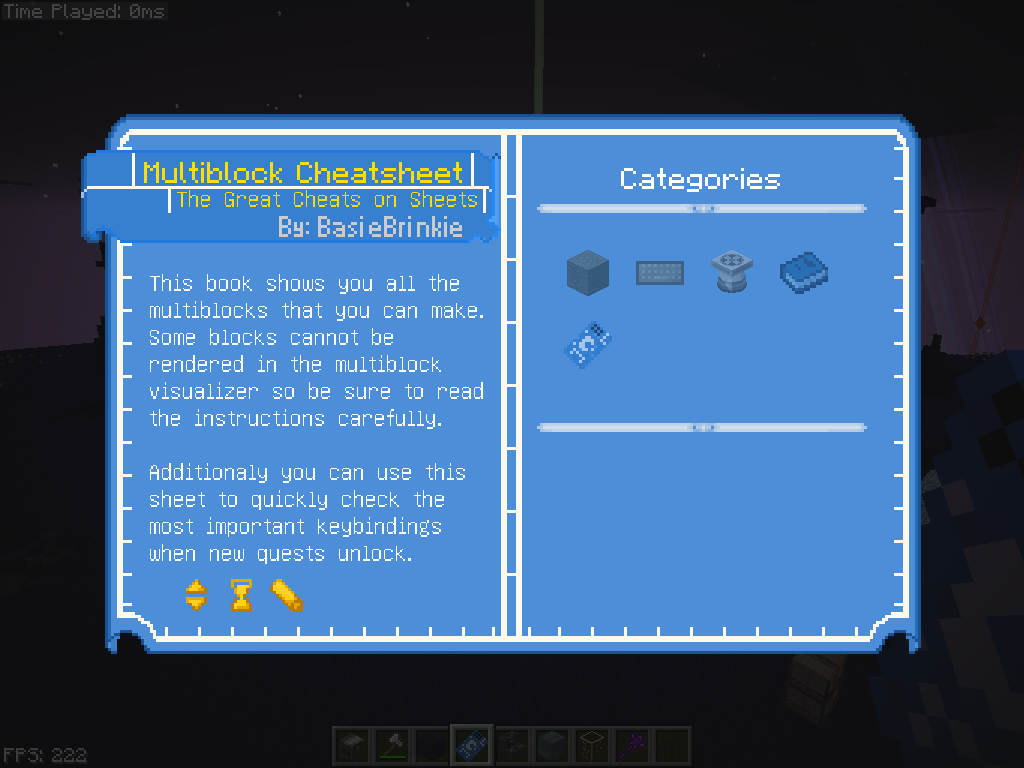 Time Played: 0ms
Multiblock Cheatsheet
The Great Cheats on Sheets
By: BasieBrinkie
This book shows you all the
multiblocks that you can make.
Some blocks cannot be
rendered in the multiblock
visualizer so be sure to read
the instructions carefully.
Additionaly you can use this
sheet to quickly check the
most important keybindings
when new quests unlock.
Categories
FPS: 222